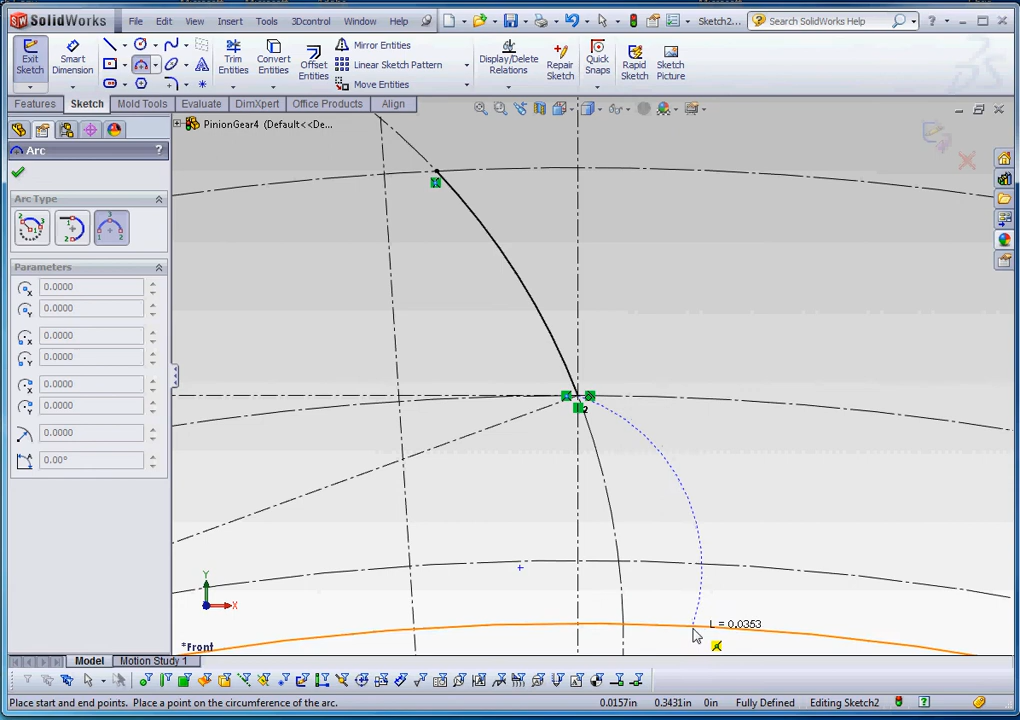 SolidWorks File Edit View Insert Tools 3Dcontrol Window Help Sketch2... Search SolidWorks Help
Exit Sketch
Smart Dimension
Trim Entities
Convert Entities
Offset Entities
Mirror Entities
Linear Sketch Pattern
Move Entities
Display/Delete Relations
Repair Sketch
Quick Snaps
Rapid Sketch
Sketch Picture
Features Sketch Mold Tools Evaluate DimXpert Office Products Align
PinionGear4 (Default<<De...
Arc ?
Arc Type
Parameters
0.0000
0.0000
0.0000
0.0000
0.0000
0.0000
0.0000
0.00°
2
L = 0.0353
Y
X
*Front
Model Motion Study 1
Place start and end points. Place a point on the circumference of the arc. 0.0157in 0.3431in 0in Fully Defined Editing Sketch2 ?